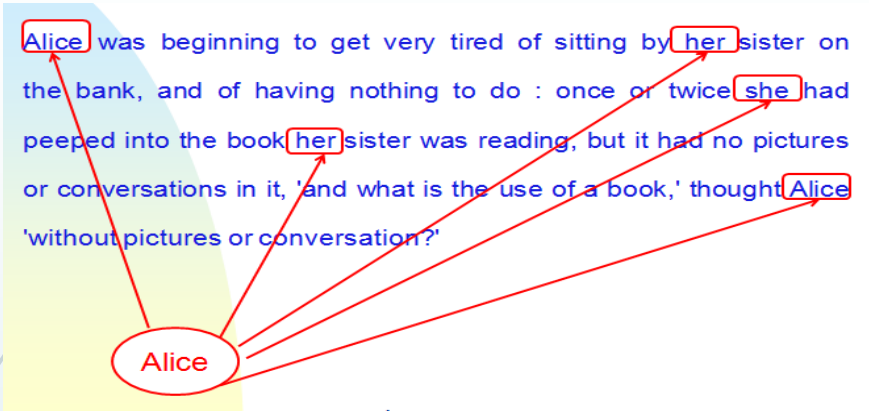 Alice was beginning to get very tired of sitting by her sister on
the bank, and of having nothing to do : once or twice she had
peeped into the book her sister was reading, but it had no pictures
or conversations in it, 'and what is the use of a book,' thought Alice
'without pictures or conversation?'
Alice